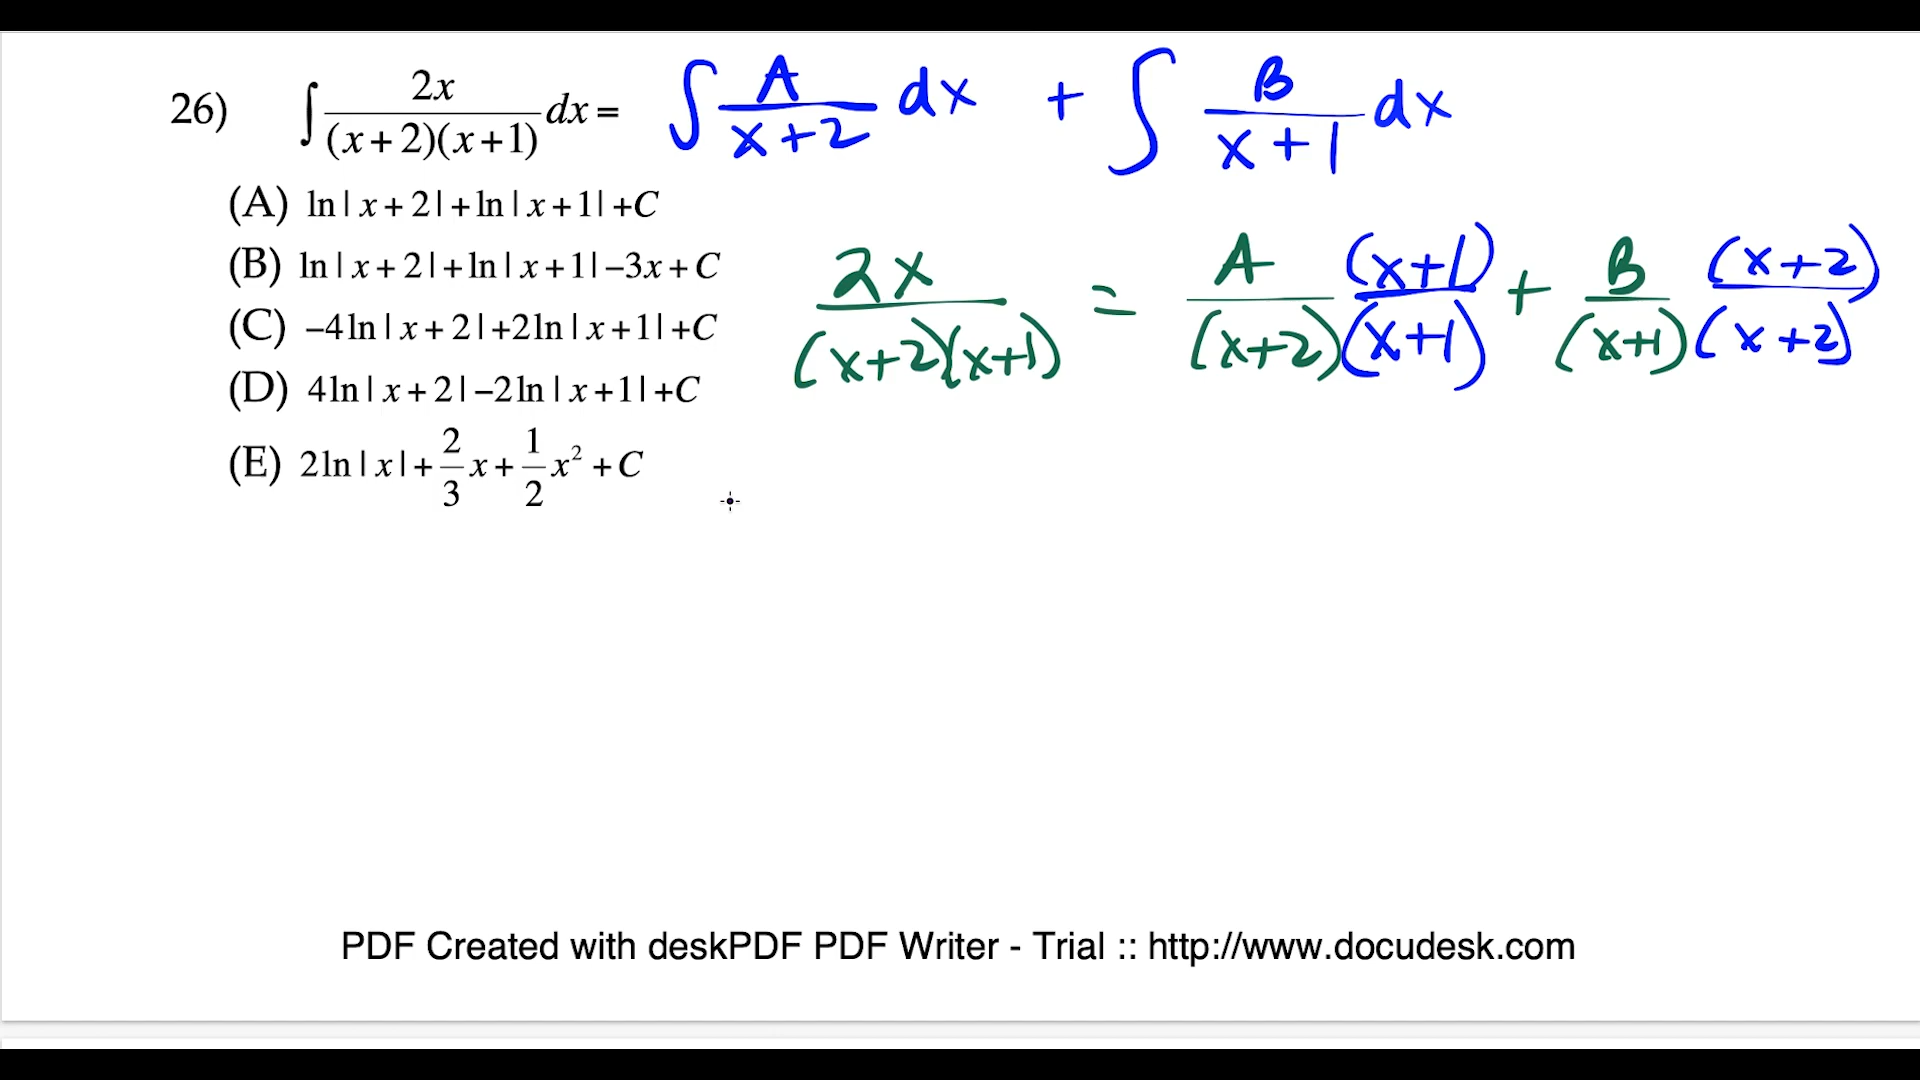 26) ∫ 2x/((x+2)(x+1)) dx = ∫ A/(x+2) dx + ∫ B/(x+1) dx
(A) ln|x+2|+ln|x+1|+C
(B) ln|x+2|+ln|x+1|−3x+C
2x/((x+2)(x+1)) = A/(x+2) (x+1)/(x+1) + B/(x+1) (x+2)/(x+2)
(C) −4ln|x+2|+2ln|x+1|+C
(D) 4ln|x+2|−2ln|x+1|+C
(E) 2ln|x|+2/3x+1/2x²+C
PDF Created with deskPDF PDF Writer - Trial :: http://www.docudesk.com